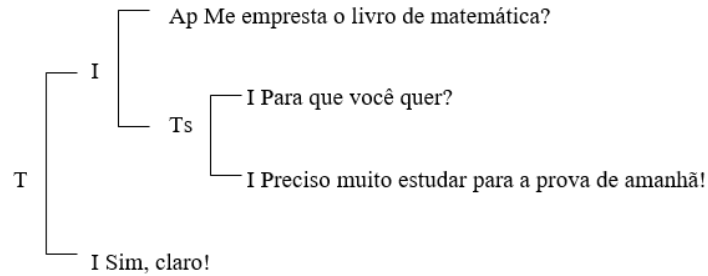 Ap Me empresta o livro de matemática?
I
I Para que você quer?
Ts
T
I Preciso muito estudar para a prova de amanhã!
I Sim, claro!